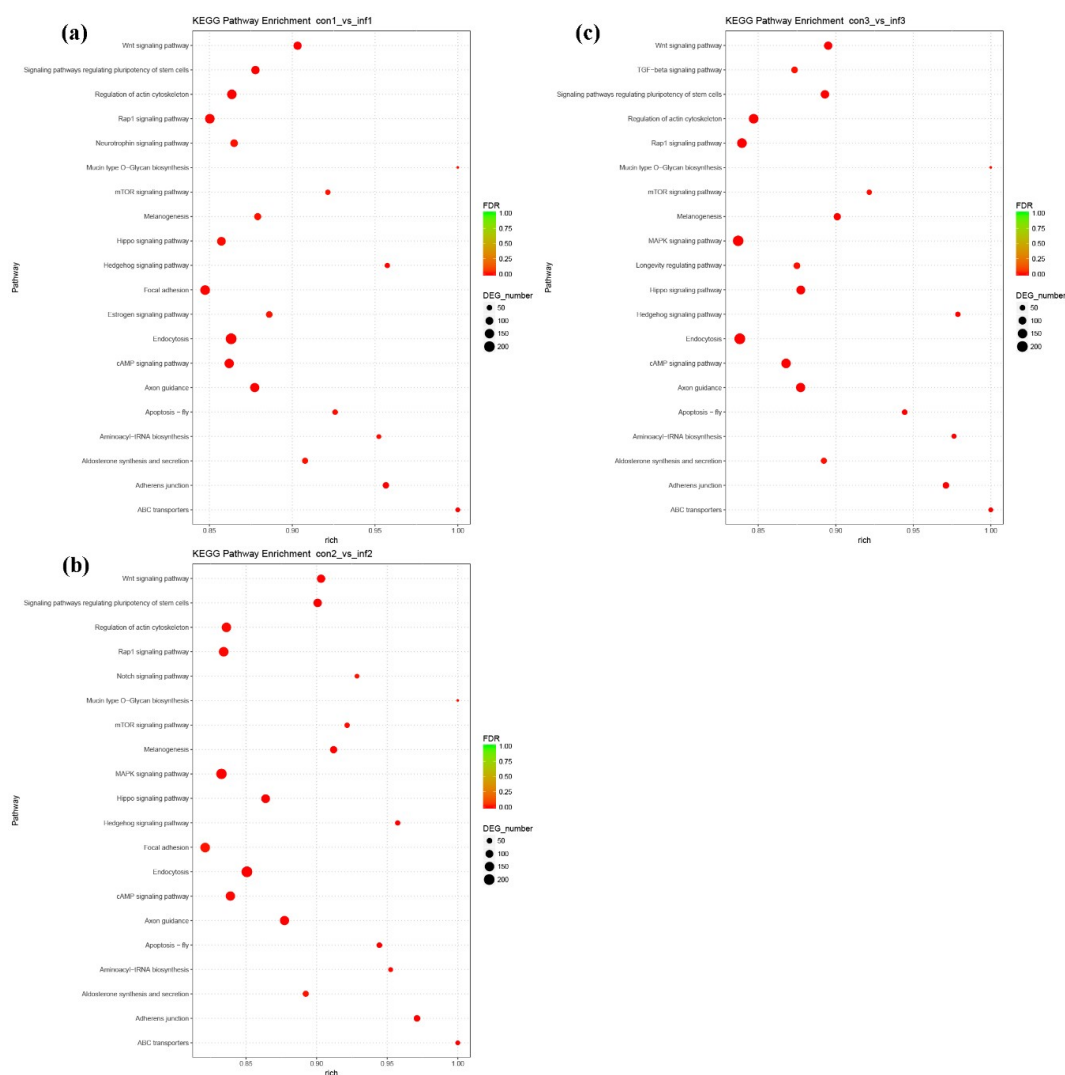 (a)
KEGG Pathway Enrichment con1_vs_inf1
Pathway
Wnt signaling pathway
Signaling pathways regulating pluripotency of stem cells
Regulation of actin cytoskeleton
Rap1 signaling pathway
Neurotrophin signaling pathway
Mucin type O-Glycan biosynthesis
mTOR signaling pathway
Melanogenesis
Hippo signaling pathway
Hedgehog signaling pathway
Focal adhesion
Estrogen signaling pathway
Endocytosis
cAMP signaling pathway
Axon guidance
Apoptosis - fly
Aminoacyl-tRNA biosynthesis
Aldosterone synthesis and secretion
Adherens junction
ABC transporters
0.85 0.90 0.95 1.00
rich
FDR
1.00
0.75
0.50
0.25
0.00
DEG_number
50
100
150
200
(b)
KEGG Pathway Enrichment con2_vs_inf2
Pathway
Wnt signaling pathway
Signaling pathways regulating pluripotency of stem cells
Regulation of actin cytoskeleton
Rap1 signaling pathway
Notch signaling pathway
Mucin type O-Glycan biosynthesis
mTOR signaling pathway
Melanogenesis
MAPK signaling pathway
Hippo signaling pathway
Hedgehog signaling pathway
Focal adhesion
Endocytosis
cAMP signaling pathway
Axon guidance
Apoptosis - fly
Aminoacyl-tRNA biosynthesis
Aldosterone synthesis and secretion
Adherens junction
ABC transporters
0.85 0.90 0.95 1.00
rich
FDR
1.00
0.75
0.50
0.25
0.00
DEG_number
50
100
150
200
(c)
KEGG Pathway Enrichment con3_vs_inf3
Pathway
Wnt signaling pathway
TGF-beta signaling pathway
Signaling pathways regulating pluripotency of stem cells
Regulation of actin cytoskeleton
Rap1 signaling pathway
Mucin type O-Glycan biosynthesis
mTOR signaling pathway
Melanogenesis
MAPK signaling pathway
Longevity regulating pathway
Hippo signaling pathway
Hedgehog signaling pathway
Endocytosis
cAMP signaling pathway
Axon guidance
Apoptosis - fly
Aminoacyl-tRNA biosynthesis
Aldosterone synthesis and secretion
Adherens junction
ABC transporters
0.85 0.90 0.95 1.00
rich
FDR
1.00
0.75
0.50
0.25
0.00
DEG_number
50
100
150
200